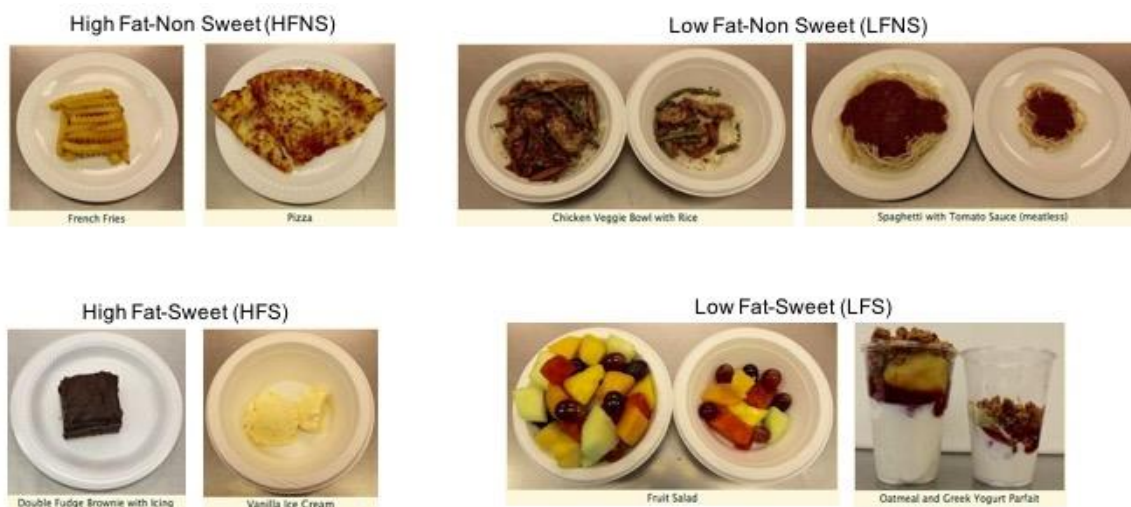 High Fat-Non Sweet (HFNS)
Low Fat-Non Sweet (LFNS)
French Fries
Pizza
Chicken Veggie Bowl with Rice
Spaghetti with Tomato Sauce (meatless)
High Fat-Sweet (HFS)
Low Fat-Sweet (LFS)
Double Fudge Brownie with Icing
Vanilla Ice Cream
Fruit Salad
Oatmeal and Greek Yogurt Parfait